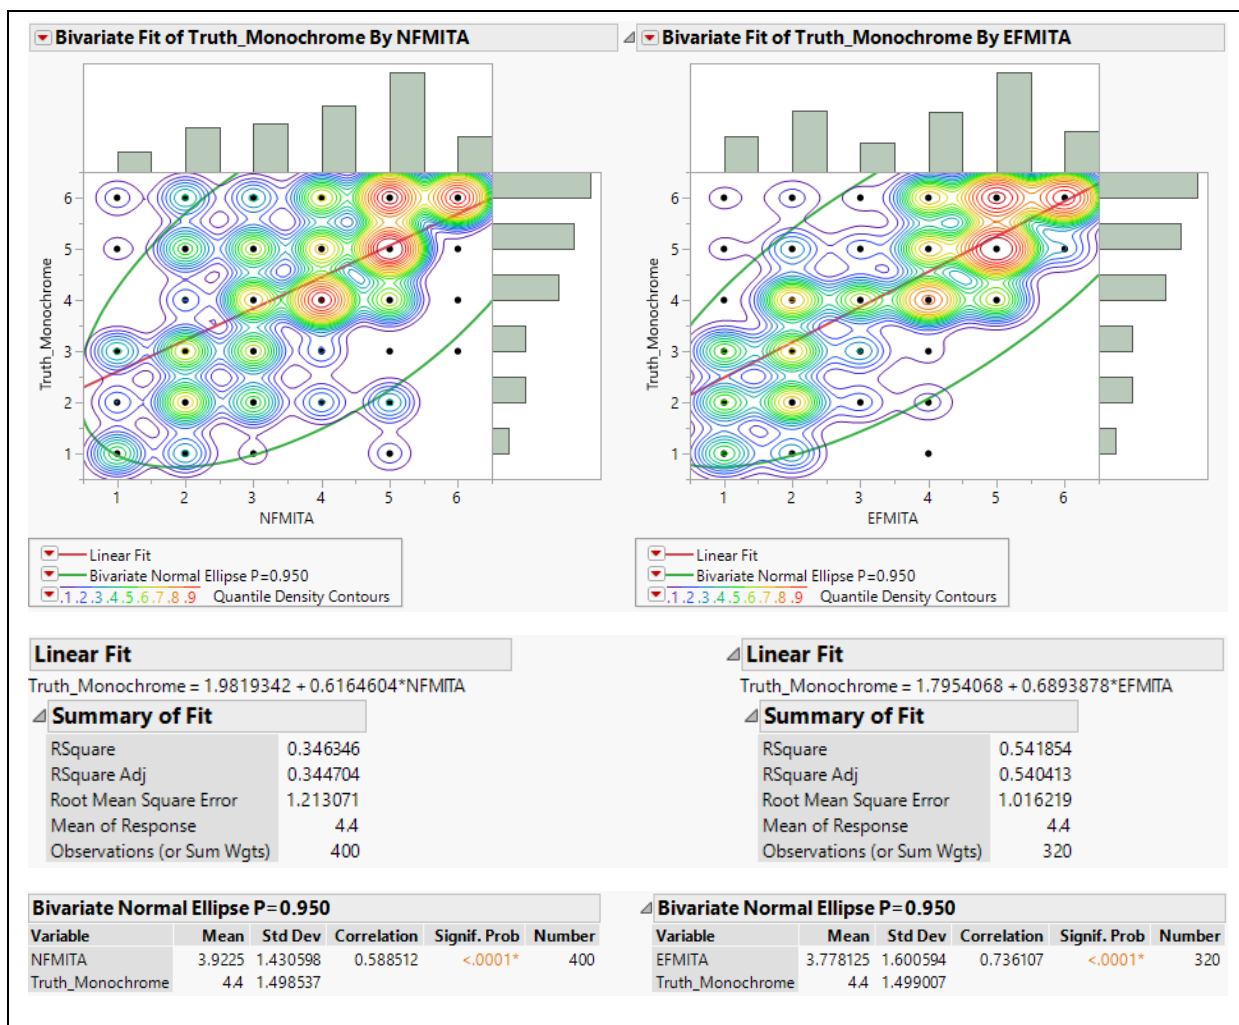 Bivariate Fit of Truth_Monochrome By NFMITA
Truth_Monochrome
6
5
4
3
2
1
1 2 3 4 5 6
NFMITA
Linear Fit
Bivariate Normal Ellipse P=0.950
.1.2.3.4.5.6.7.8.9 Quantile Density Contours
Bivariate Fit of Truth_Monochrome By EFMITA
Truth_Monochrome
6
5
4
3
2
1
1 2 3 4 5 6
EFMITA
Linear Fit
Bivariate Normal Ellipse P=0.950
.1.2.3.4.5.6.7.8.9 Quantile Density Contours
Linear Fit
Truth_Monochrome = 1.9819342 + 0.6164604*NFMITA
Summary of Fit
RSquare 0.346346
RSquare Adj 0.344704
Root Mean Square Error 1.213071
Mean of Response 4.4
Observations (or Sum Wgts) 400
Linear Fit
Truth_Monochrome = 1.7954068 + 0.6893878*EFMITA
Summary of Fit
RSquare 0.541854
RSquare Adj 0.540413
Root Mean Square Error 1.016219
Mean of Response 4.4
Observations (or Sum Wgts) 320
Bivariate Normal Ellipse P=0.950
Variable Mean Std Dev Correlation Signif. Prob Number
NFMITA 3.9225 1.430598 0.588512 <.0001* 400
Truth_Monochrome 4.4 1.498537
Bivariate Normal Ellipse P=0.950
Variable Mean Std Dev Correlation Signif. Prob Number
EFMITA 3.778125 1.600594 0.736107 <.0001* 320
Truth_Monochrome 4.4 1.499007